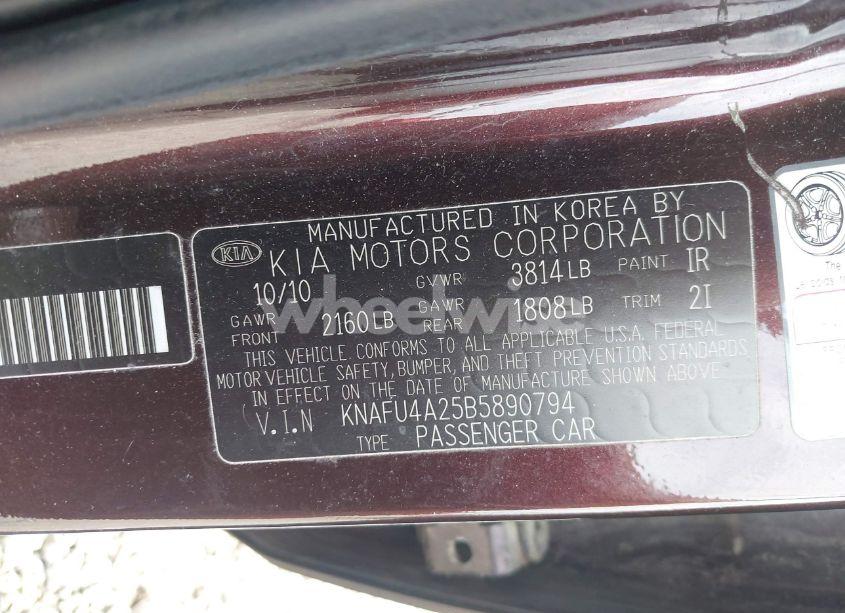 MANUFACTURED IN KOREA BY
KIA KIA MOTORS CORPORATION
10/10 GVWR 3814LB PAINT IR
GAWR FRONT 2160LB GAWR REAR 1808LB TRIM 2I
wheelwise
THIS VEHICLE CONFORMS TO ALL APPLICABLE U.S.A. FEDERAL
MOTOR VEHICLE SAFETY, BUMPER, AND THEFT PREVENTION STANDARDS
IN EFFECT ON THE DATE OF MANUFACTURE SHOWN ABOVE
V.I.N KNAFU4A25B5890794
TYPE PASSENGER CAR
The